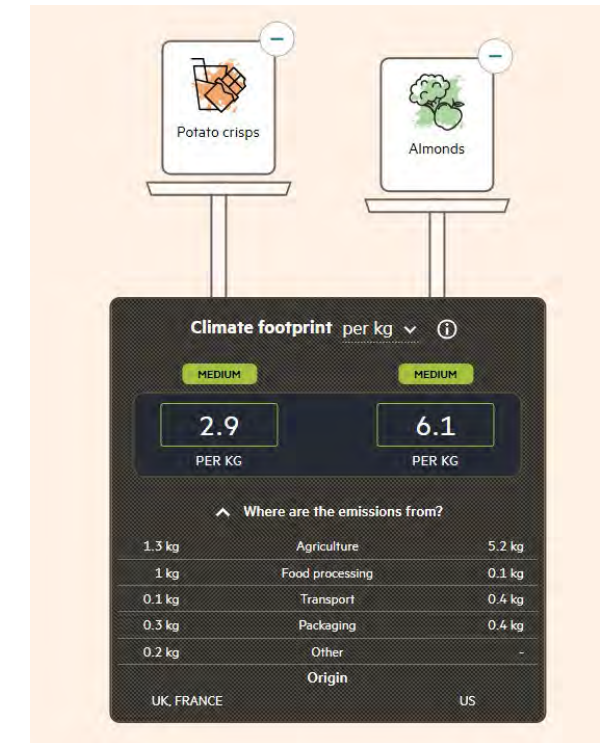 Potato crisps
Almonds
Climate footprint per kg
MEDIUM MEDIUM
2.9 6.1
PER KG PER KG
Where are the emissions from?
1.3 kg Agriculture 5.2 kg
1 kg Food processing 0.1 kg
0.1 kg Transport 0.4 kg
0.3 kg Packaging 0.4 kg
0.2 kg Other -
Origin
UK, FRANCE US